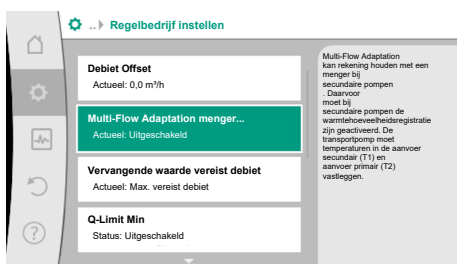 ..▸ Regelbedrijf instellen
Debiet Offset
Actueel: 0,0 m³/h
Multi-Flow Adaptation menger...
Actueel: Uitgeschakeld
Vervangende waarde vereist debiet
Actueel: Max. vereist debiet
Q-Limit Min
Status: Uitgeschakeld
Multi-Flow Adaptation
kan rekening houden met een
menger bij
secundaire pompen
. Daarvoor
moet bij
secundaire pompen de
warmtehoeveelheidsregistratie
zijn geactiveerd. De
transportpomp moet
temperaturen in de aanvoer
secundair (T1) en
aanvoer primair (T2)
vastleggen.